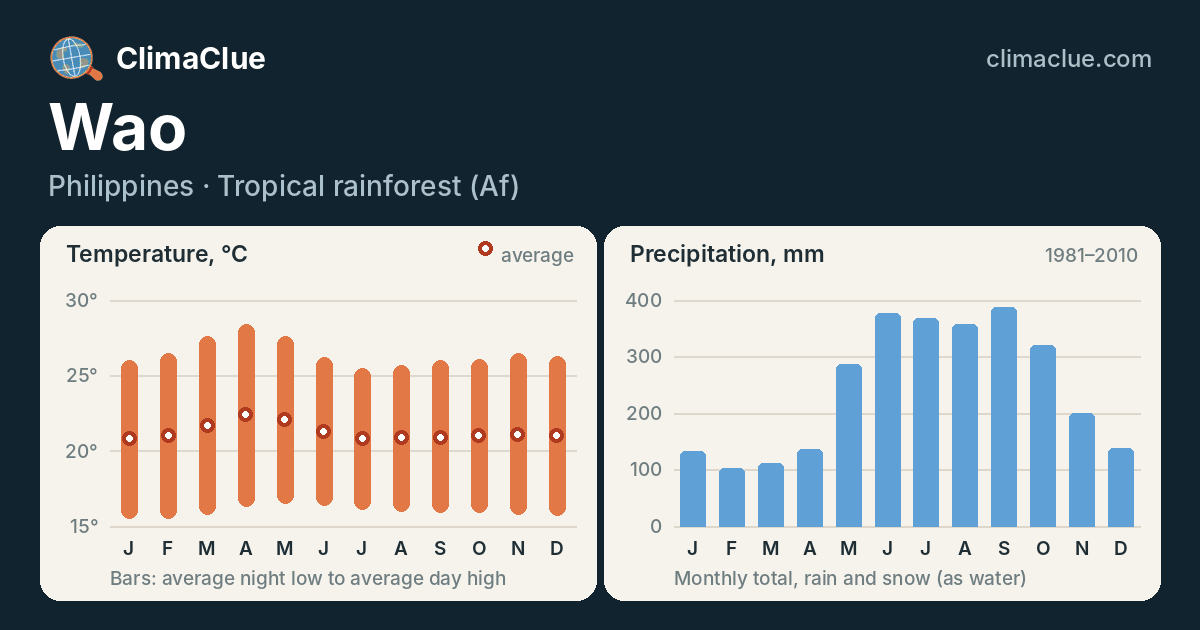 ClimaClue
climaclue.com
Wao
Philippines · Tropical rainforest (Af)
Temperature, °C
average
30°
25°
20°
15°
J F M A M J J A S O N D
Bars: average night low to average day high
Precipitation, mm
1981–2010
400
300
200
100
0
J F M A M J J A S O N D
Monthly total, rain and snow (as water)